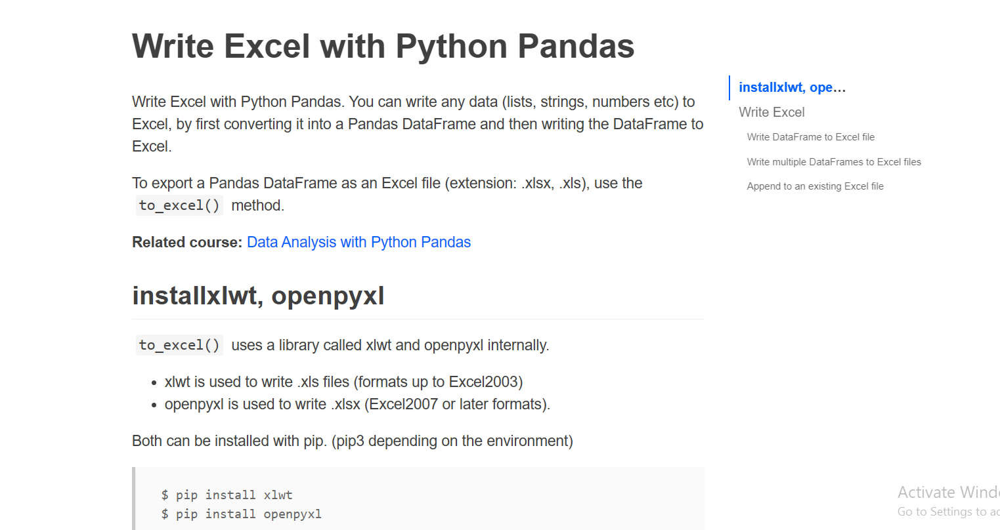 Write Excel with Python Pandas
Write Excel with Python Pandas. You can write any data (lists, strings, numbers etc) to
Excel, by first converting it into a Pandas DataFrame and then writing the DataFrame to
Excel.
To export a Pandas DataFrame as an Excel file (extension: .xlsx, .xls), use the
to_excel() method.
Related course: Data Analysis with Python Pandas
installxlwt, openpyxl
to_excel() uses a library called xlwt and openpyxl internally.
• xlwt is used to write .xls files (formats up to Excel2003)
• openpyxl is used to write .xlsx (Excel2007 or later formats).
Both can be installed with pip. (pip3 depending on the environment)
$ pip install xlwt
$ pip install openpyxl
installxlwt, ope...
Write Excel
Write DataFrame to Excel file
Write multiple DataFrames to Excel files
Append to an existing Excel file
Activate Wind
Go to Settings to ac